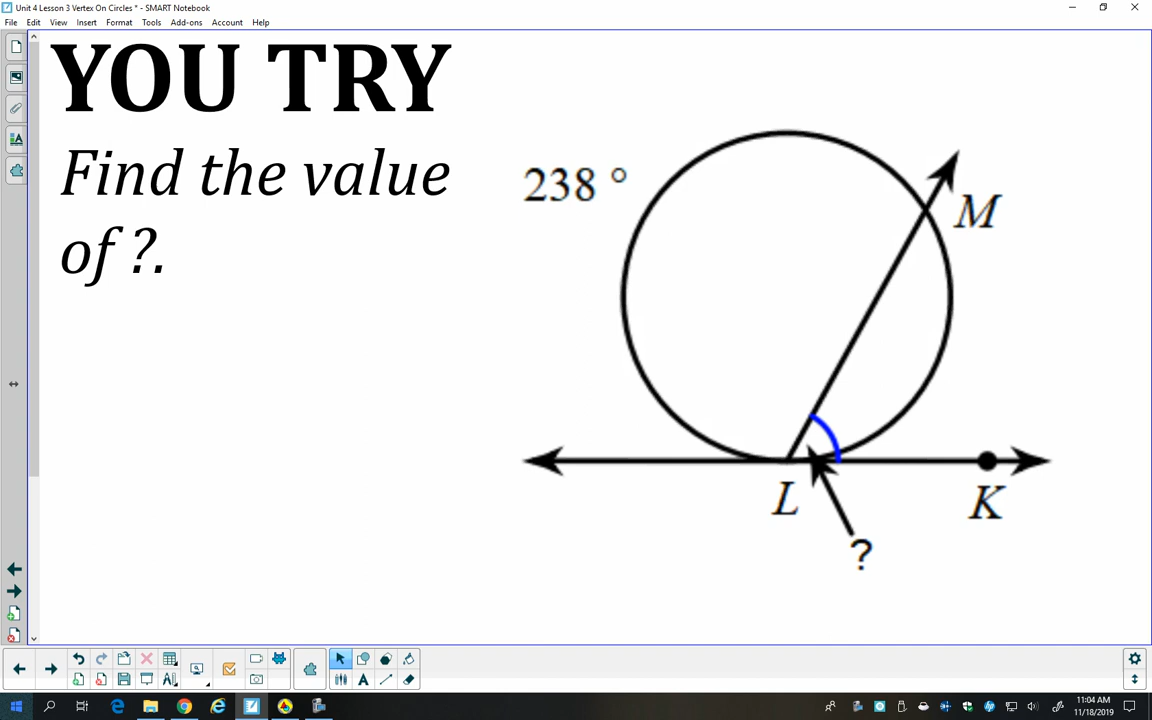 Unit 4 Lesson 3 Vertex On Circles * - SMART Notebook
File Edit View Insert Format Tools Add-ons Account Help
YOU TRY
Find the value
of ?.
238 °
M
L
K
?
11:04 AM
11/18/2019